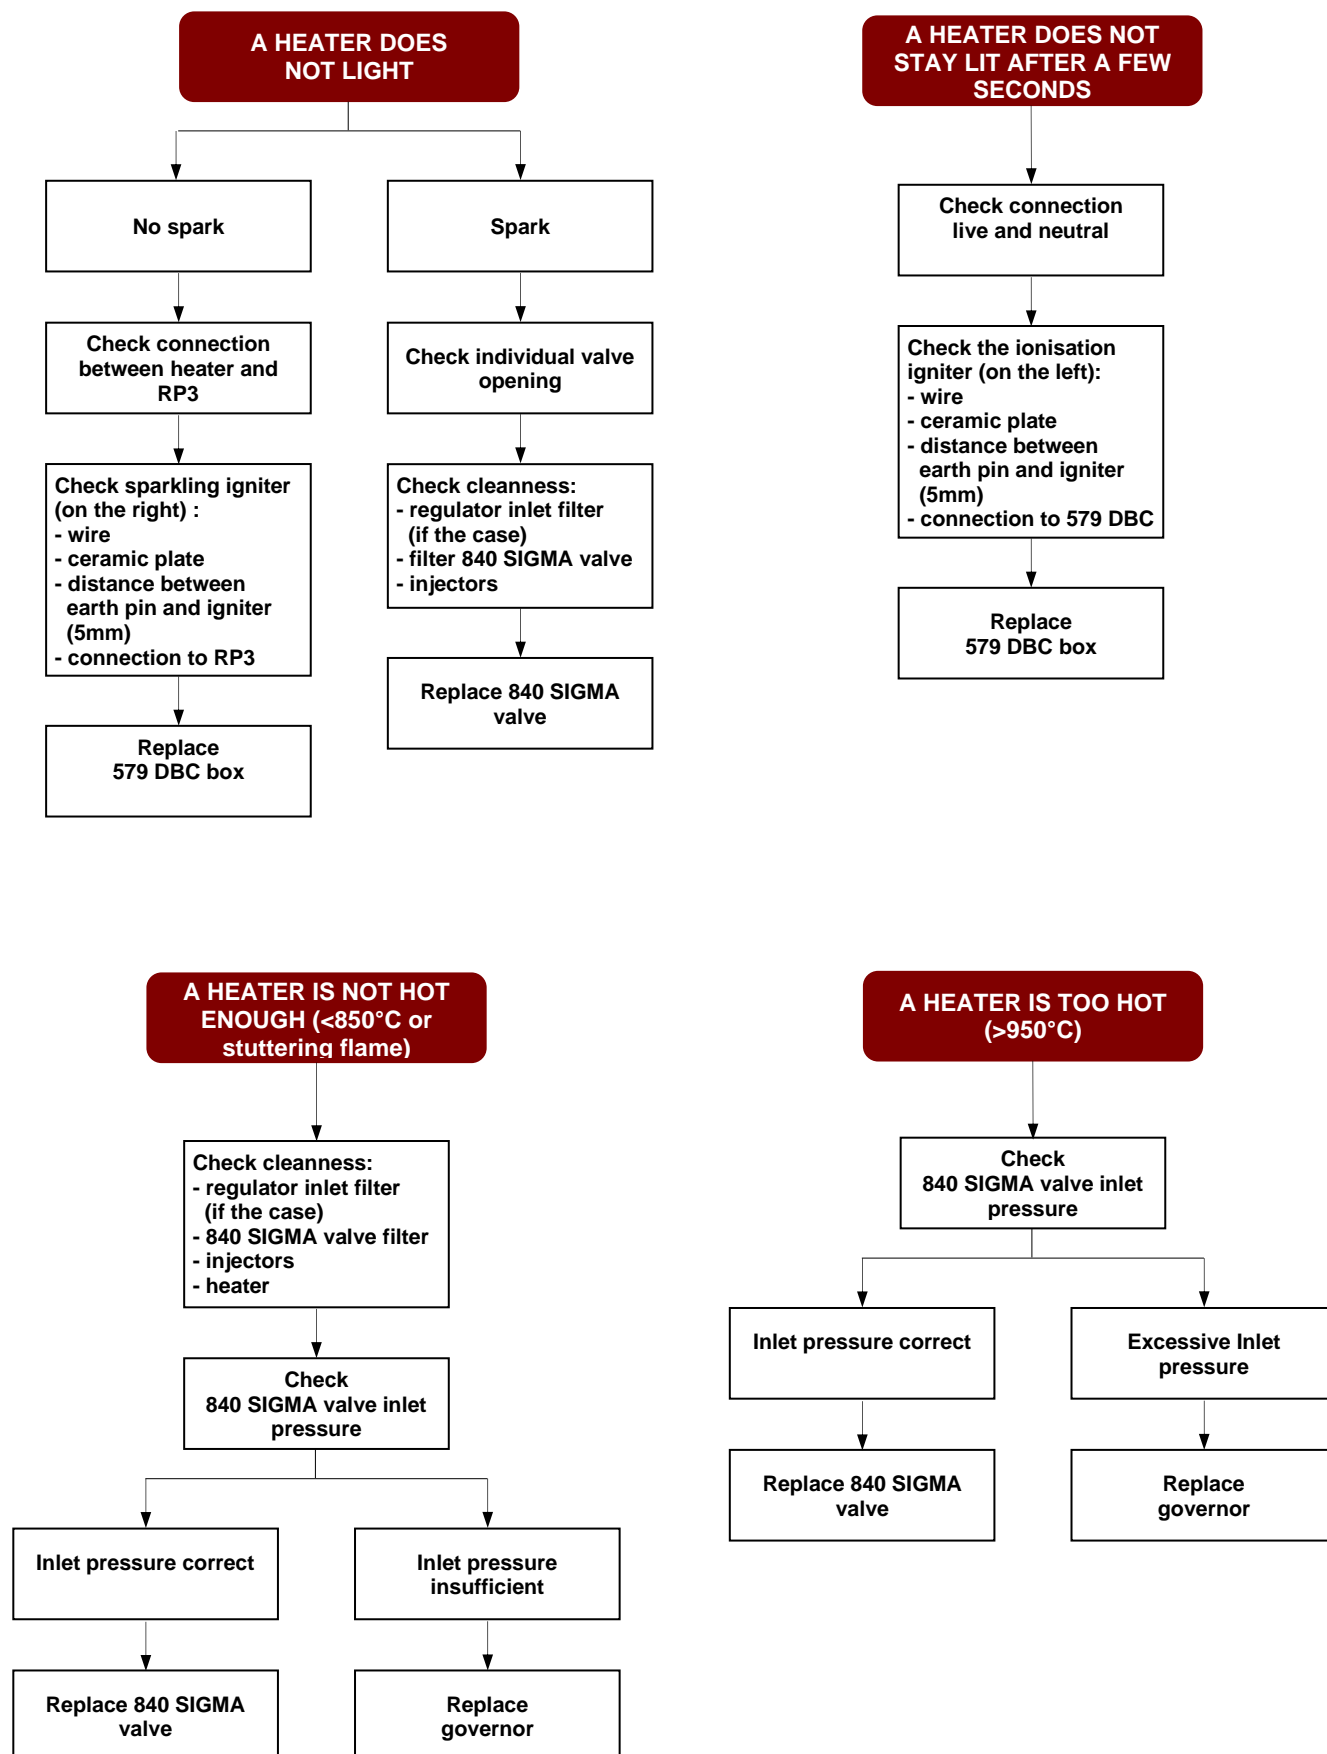 A HEATER DOES
NOT LIGHT
No spark
Check connection
between heater and
RP3
Check sparkling igniter
(on the right) :
- wire
- ceramic plate
- distance between
earth pin and igniter
(5mm)
- connection to RP3
Replace
579 DBC box
Spark
Check individual valve
opening
Check cleanness:
- regulator inlet filter
(if the case)
- filter 840 SIGMA valve
- injectors
Replace 840 SIGMA
valve
A HEATER DOES NOT
STAY LIT AFTER A FEW
SECONDS
Check connection
live and neutral
Check the ionisation
igniter (on the left):
- wire
- ceramic plate
- distance between
earth pin and igniter
(5mm)
- connection to 579 DBC
Replace
579 DBC box
A HEATER IS NOT HOT
ENOUGH (<850°C or
stuttering flame)
Check cleanness:
- regulator inlet filter
(if the case)
- 840 SIGMA valve filter
- injectors
- heater
Check
840 SIGMA valve inlet
pressure
Inlet pressure correct
Replace 840 SIGMA
valve
Inlet pressure
insufficient
Replace
governor
A HEATER IS TOO HOT
(>950°C)
Check
840 SIGMA valve inlet
pressure
Inlet pressure correct
Replace 840 SIGMA
valve
Excessive Inlet
pressure
Replace
governor